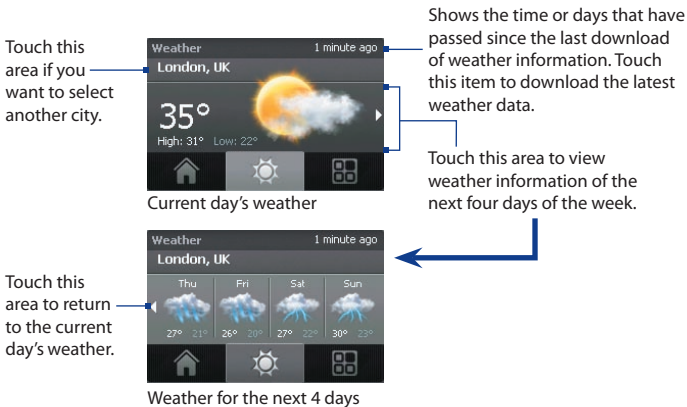 Shows the time or days that have
passed since the last download
of weather information. Touch
this item to download the latest
weather data.
Touch this
area if you
want to select
another city.
Weather 1 minute ago
London, UK
35°
High: 31° Low: 22°
Current day's weather
Touch this area to view
weather information of the
next four days of the week.
Weather 1 minute ago
London, UK
Thu Fri Sat Sun
27° 21° 26° 20° 27° 22° 30° 23°
Touch this
area to return
to the current
day's weather.
Weather for the next 4 days